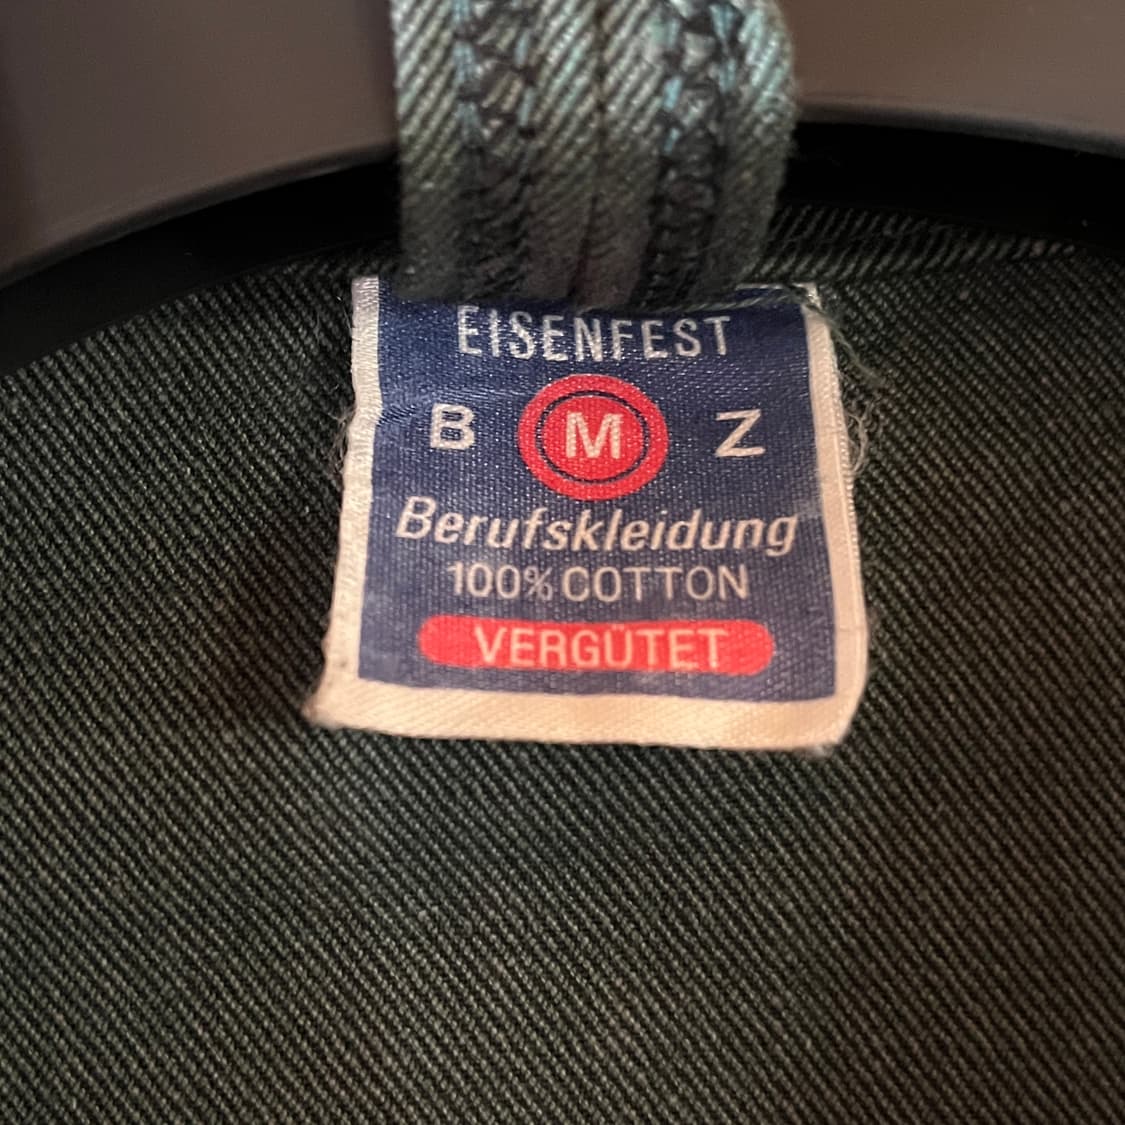 EISENFEST
B M Z
Berufskleidung
100% COTTON
VERGÜTET